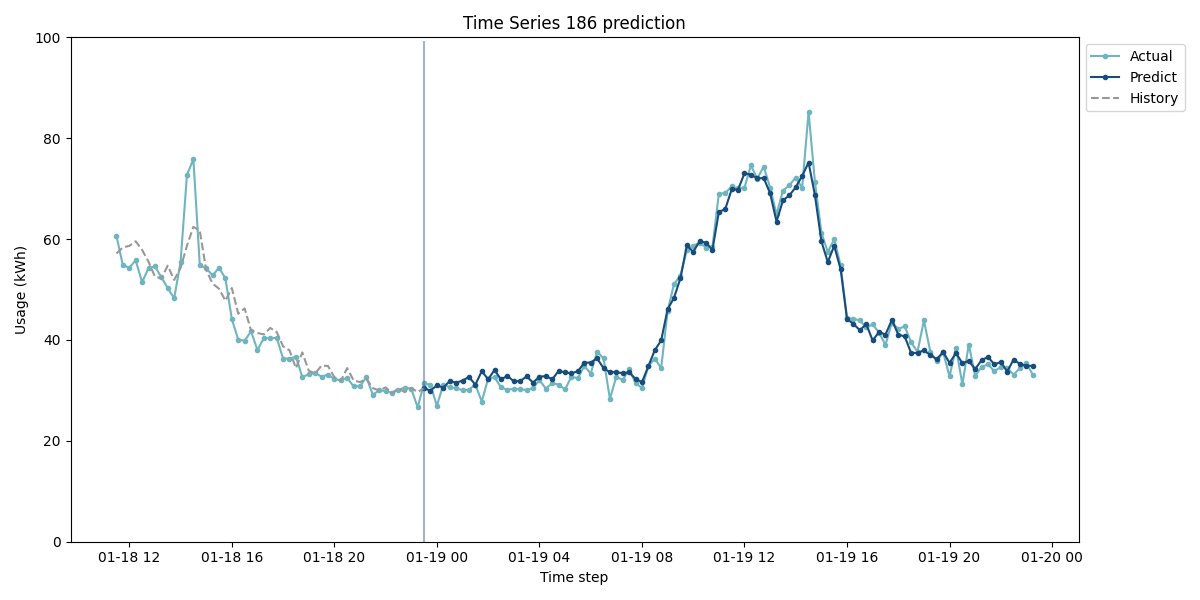 Time Series 186 prediction
100
80
60
40
20
0
Usage (kWh)
01-18 12
01-18 16
01-18 20
01-19 00
01-19 04
01-19 08
01-19 12
01-19 16
01-19 20
01-20 00
Time step
Actual
Predict
History